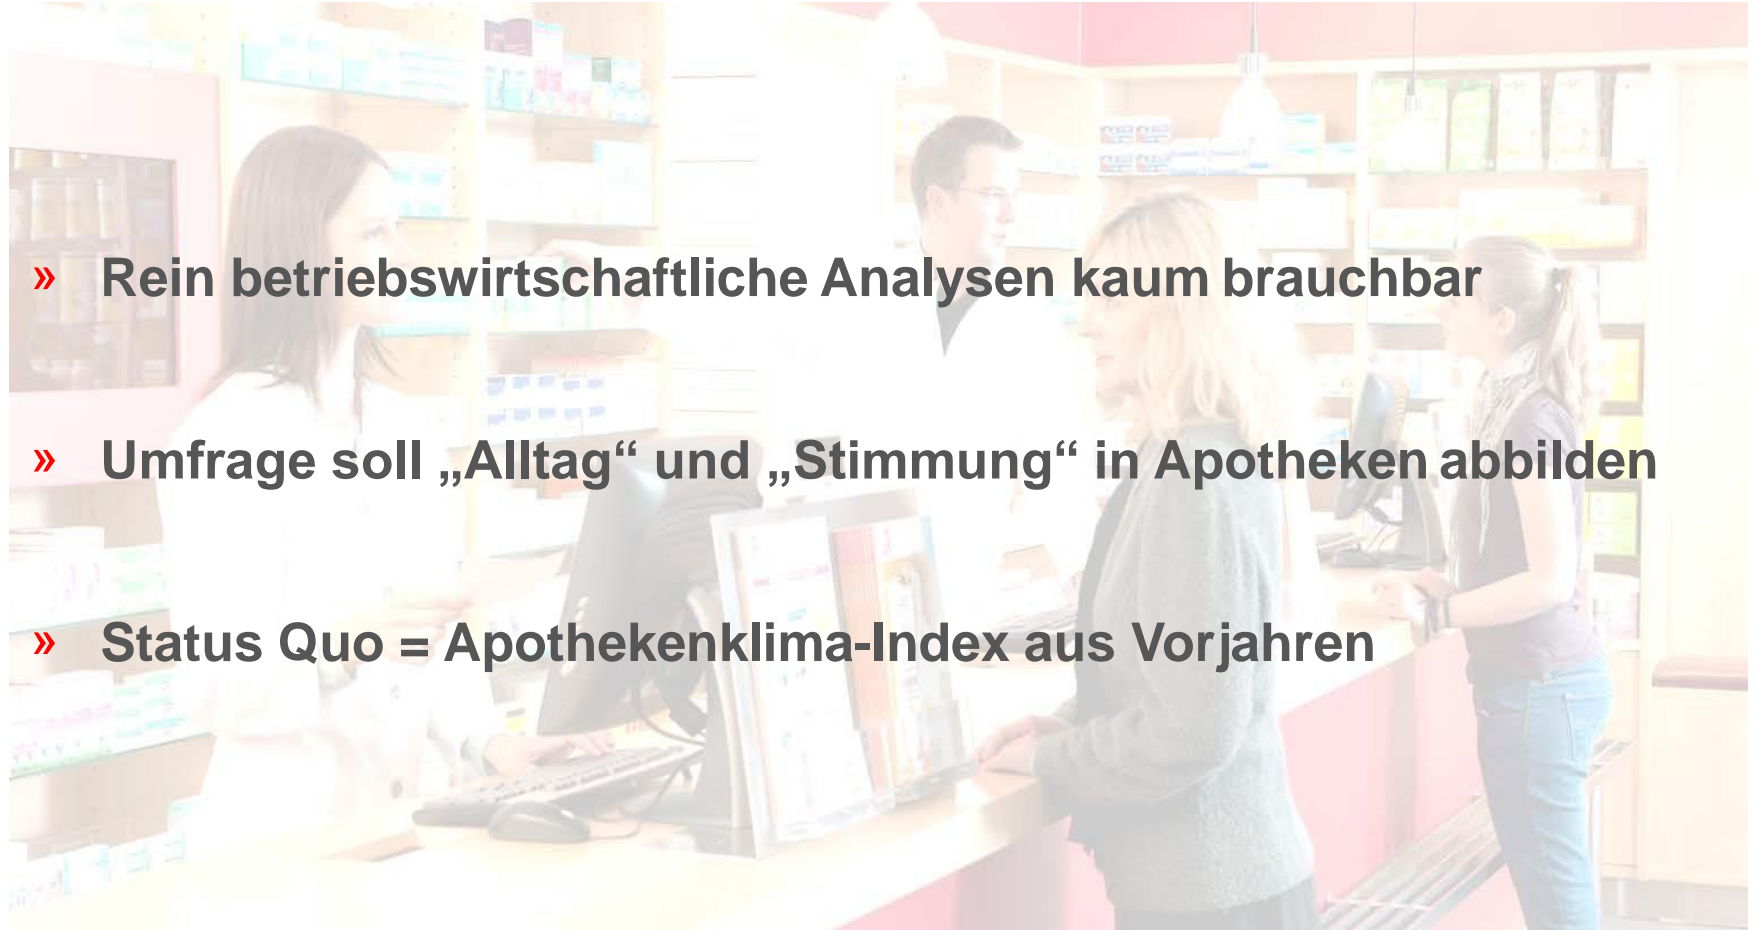 » Rein betriebswirtschaftliche Analysen kaum brauchbar
» Umfrage soll „Alltag“ und „Stimmung“ in Apotheken abbilden
» Status Quo = Apothekenklima-Index aus Vorjahren